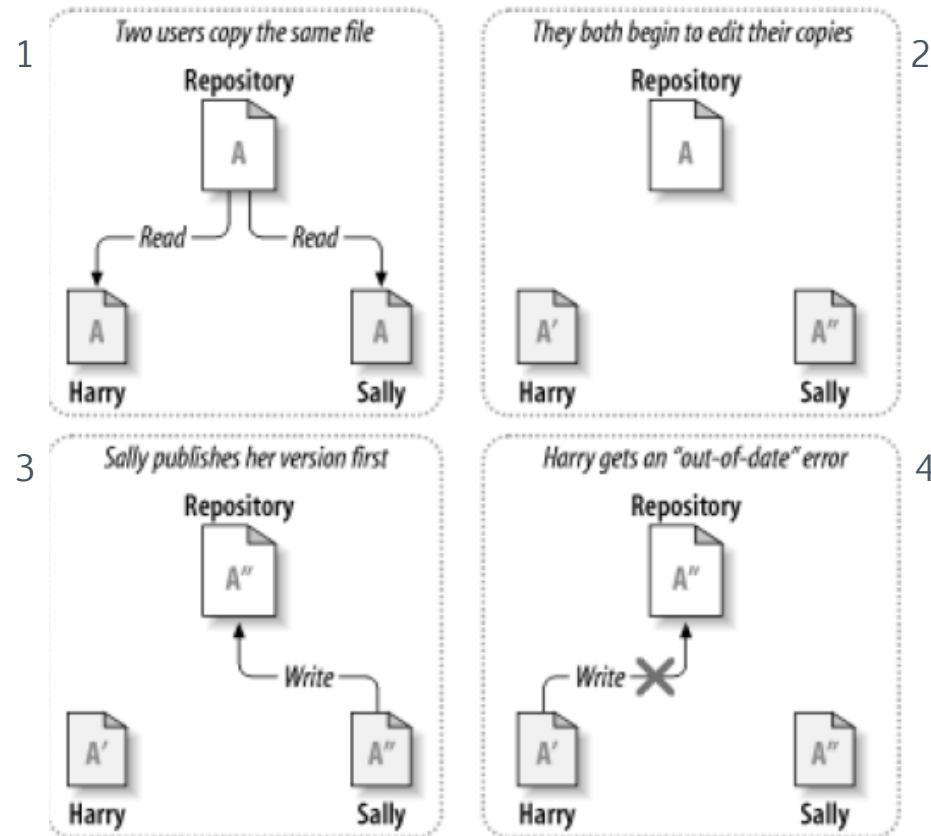 1
Two users copy the same file
Repository
A
Read
Read
A
A
Harry
Sally
They both begin to edit their copies
2
Repository
A
A′
A″
Harry
Sally
3
Sally publishes her version first
Repository
A″
Write
A′
A″
Harry
Sally
Harry gets an “out-of-date” error
4
Repository
A″
Write
A′
A″
Harry
Sally